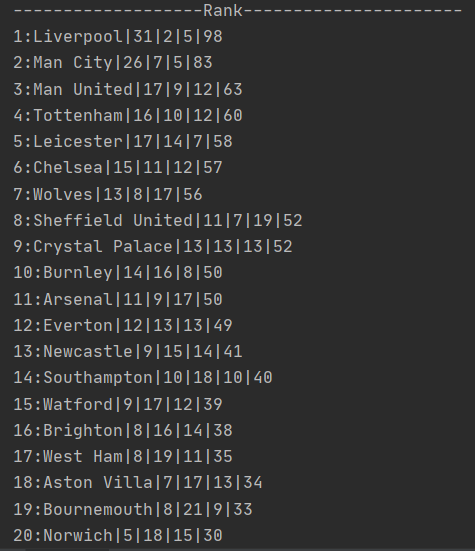 -------------------Rank----------------------
1:Liverpool|31|2|5|98
2:Man City|26|7|5|83
3:Man United|17|9|12|63
4:Tottenham|16|10|12|60
5:Leicester|17|14|7|58
6:Chelsea|15|11|12|57
7:Wolves|13|8|17|56
8:Sheffield United|11|7|19|52
9:Crystal Palace|13|13|13|52
10:Burnley|14|16|8|50
11:Arsenal|11|9|17|50
12:Everton|12|13|13|49
13:Newcastle|9|15|14|41
14:Southampton|10|18|10|40
15:Watford|9|17|12|39
16:Brighton|8|16|14|38
17:West Ham|8|19|11|35
18:Aston Villa|7|17|13|34
19:Bournemouth|8|21|9|33
20:Norwich|5|18|15|30